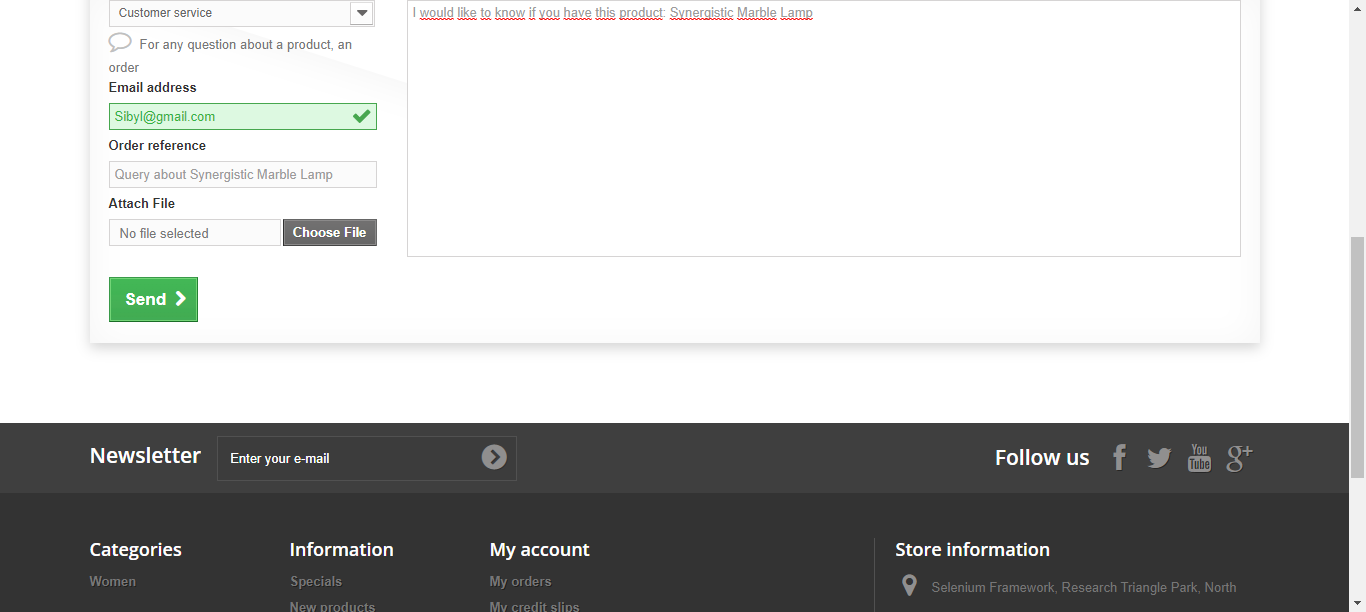 Customer service
For any question about a product, an
order
Email address
Sibyl@gmail.com
Order reference
Query about Synergistic Marble Lamp
Attach File
No file selected
Choose File
I would like to know if you have this product: Synergistic Marble Lamp
Send
Newsletter
Enter your e-mail
Follow us
You
Tube
g+
Categories
Women
Information
Specials
New products
My account
My orders
My credit slips
Store information
Selenium Framework, Research Triangle Park, North